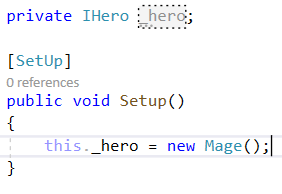 private IHero _hero;
[SetUp]
0 references
public void Setup()
{
this._hero = new Mage();
}